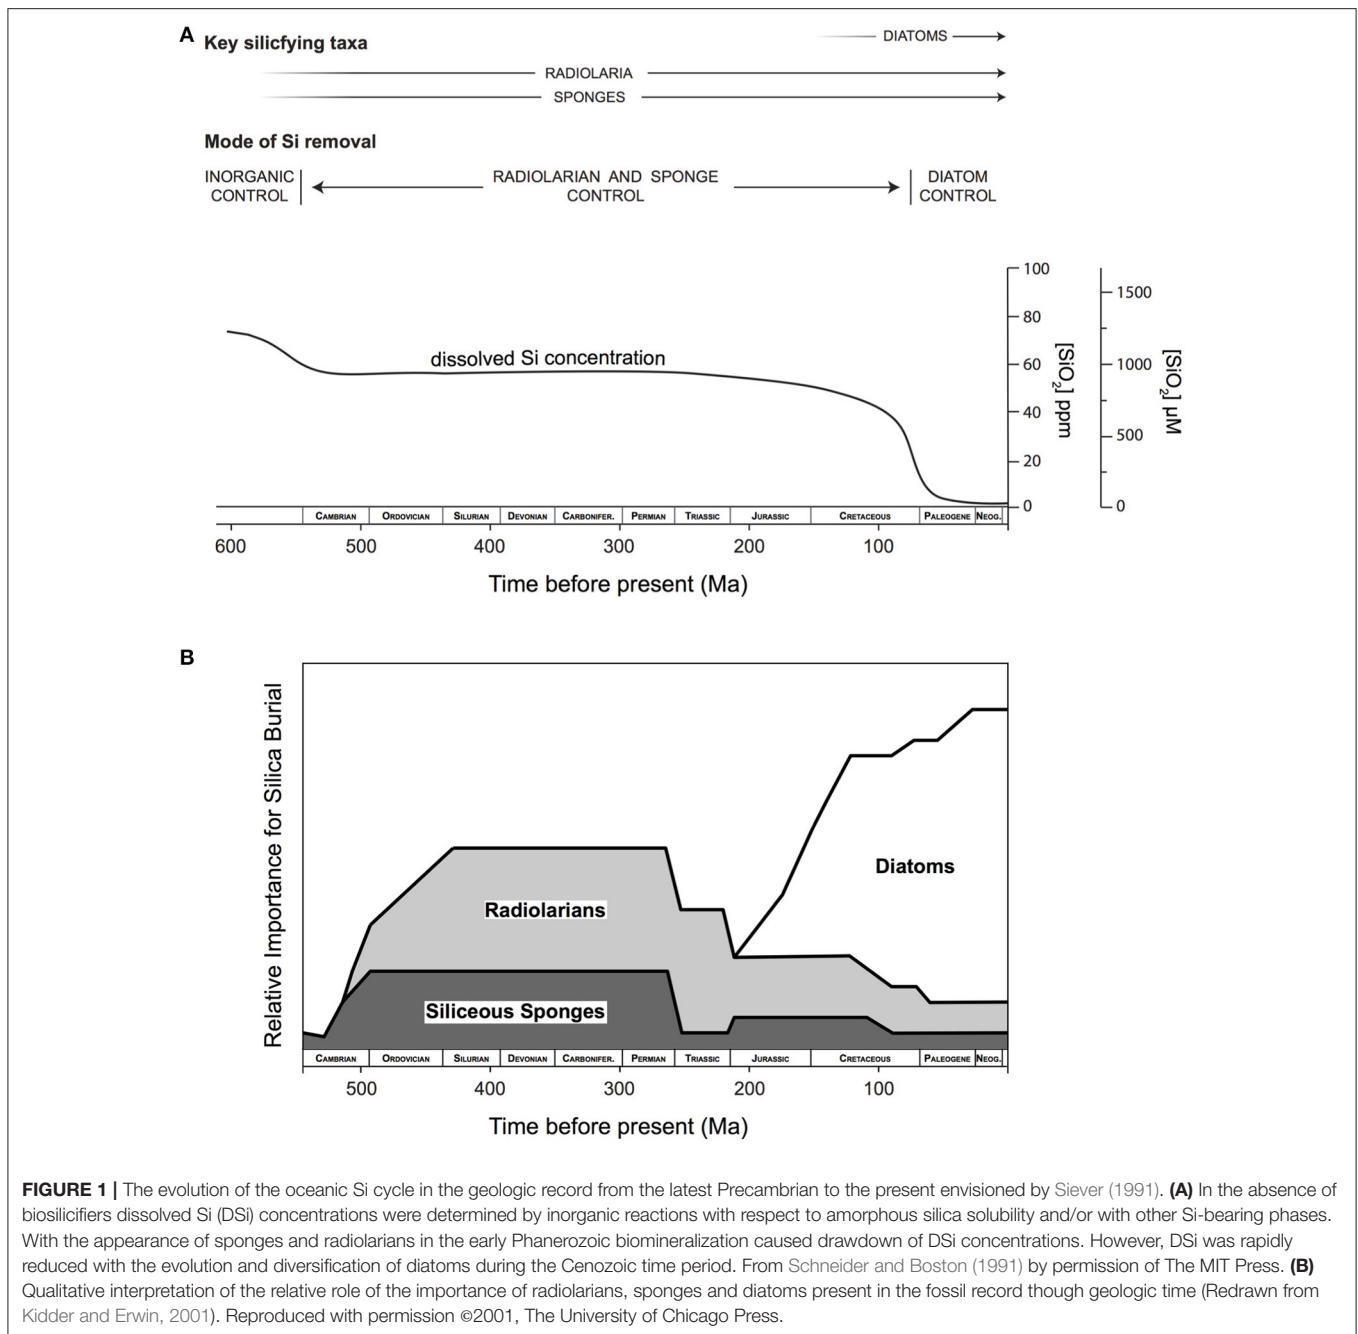 A
Key silicfying taxa
DIATOMS
RADIOLARIA
SPONGES
Mode of Si removal
INORGANIC
CONTROL
RADIOLARIAN AND SPONGE
CONTROL
DIATOM
CONTROL
dissolved Si concentration
100
80
60
40
20
0
[SiO2] ppm
1500
1000
500
0
[SiO2] µM
CAMBRIAN ORDOVICIAN SILURIAN DEVONIAN CARBONIFER. PERMIAN TRIASSIC JURASSIC CRETACEOUS PALEOGENE NEOG.
600 500 400 300 200 100
Time before present (Ma)
B
Relative Importance for Silica Burial
Diatoms
Radiolarians
Siliceous Sponges
CAMBRIAN ORDOVICIAN SILURIAN DEVONIAN CARBONIFER. PERMIAN TRIASSIC JURASSIC CRETACEOUS PALEOGENE NEOG.
500 400 300 200 100
Time before present (Ma)
FIGURE 1 | The evolution of the oceanic Si cycle in the geologic record from the latest Precambrian to the present envisioned by Siever (1991). (A) In the absence of
biosilicifiers dissolved Si (DSi) concentrations were determined by inorganic reactions with respect to amorphous silica solubility and/or with other Si-bearing phases.
With the appearance of sponges and radiolarians in the early Phanerozoic biomineralization caused drawdown of DSi concentrations. However, DSi was rapidly
reduced with the evolution and diversification of diatoms during the Cenozoic time period. From Schneider and Boston (1991) by permission of The MIT Press. (B)
Qualitative interpretation of the relative role of the importance of radiolarians, sponges and diatoms present in the fossil record though geologic time (Redrawn from
Kidder and Erwin, 2001). Reproduced with permission ©2001, The University of Chicago Press.